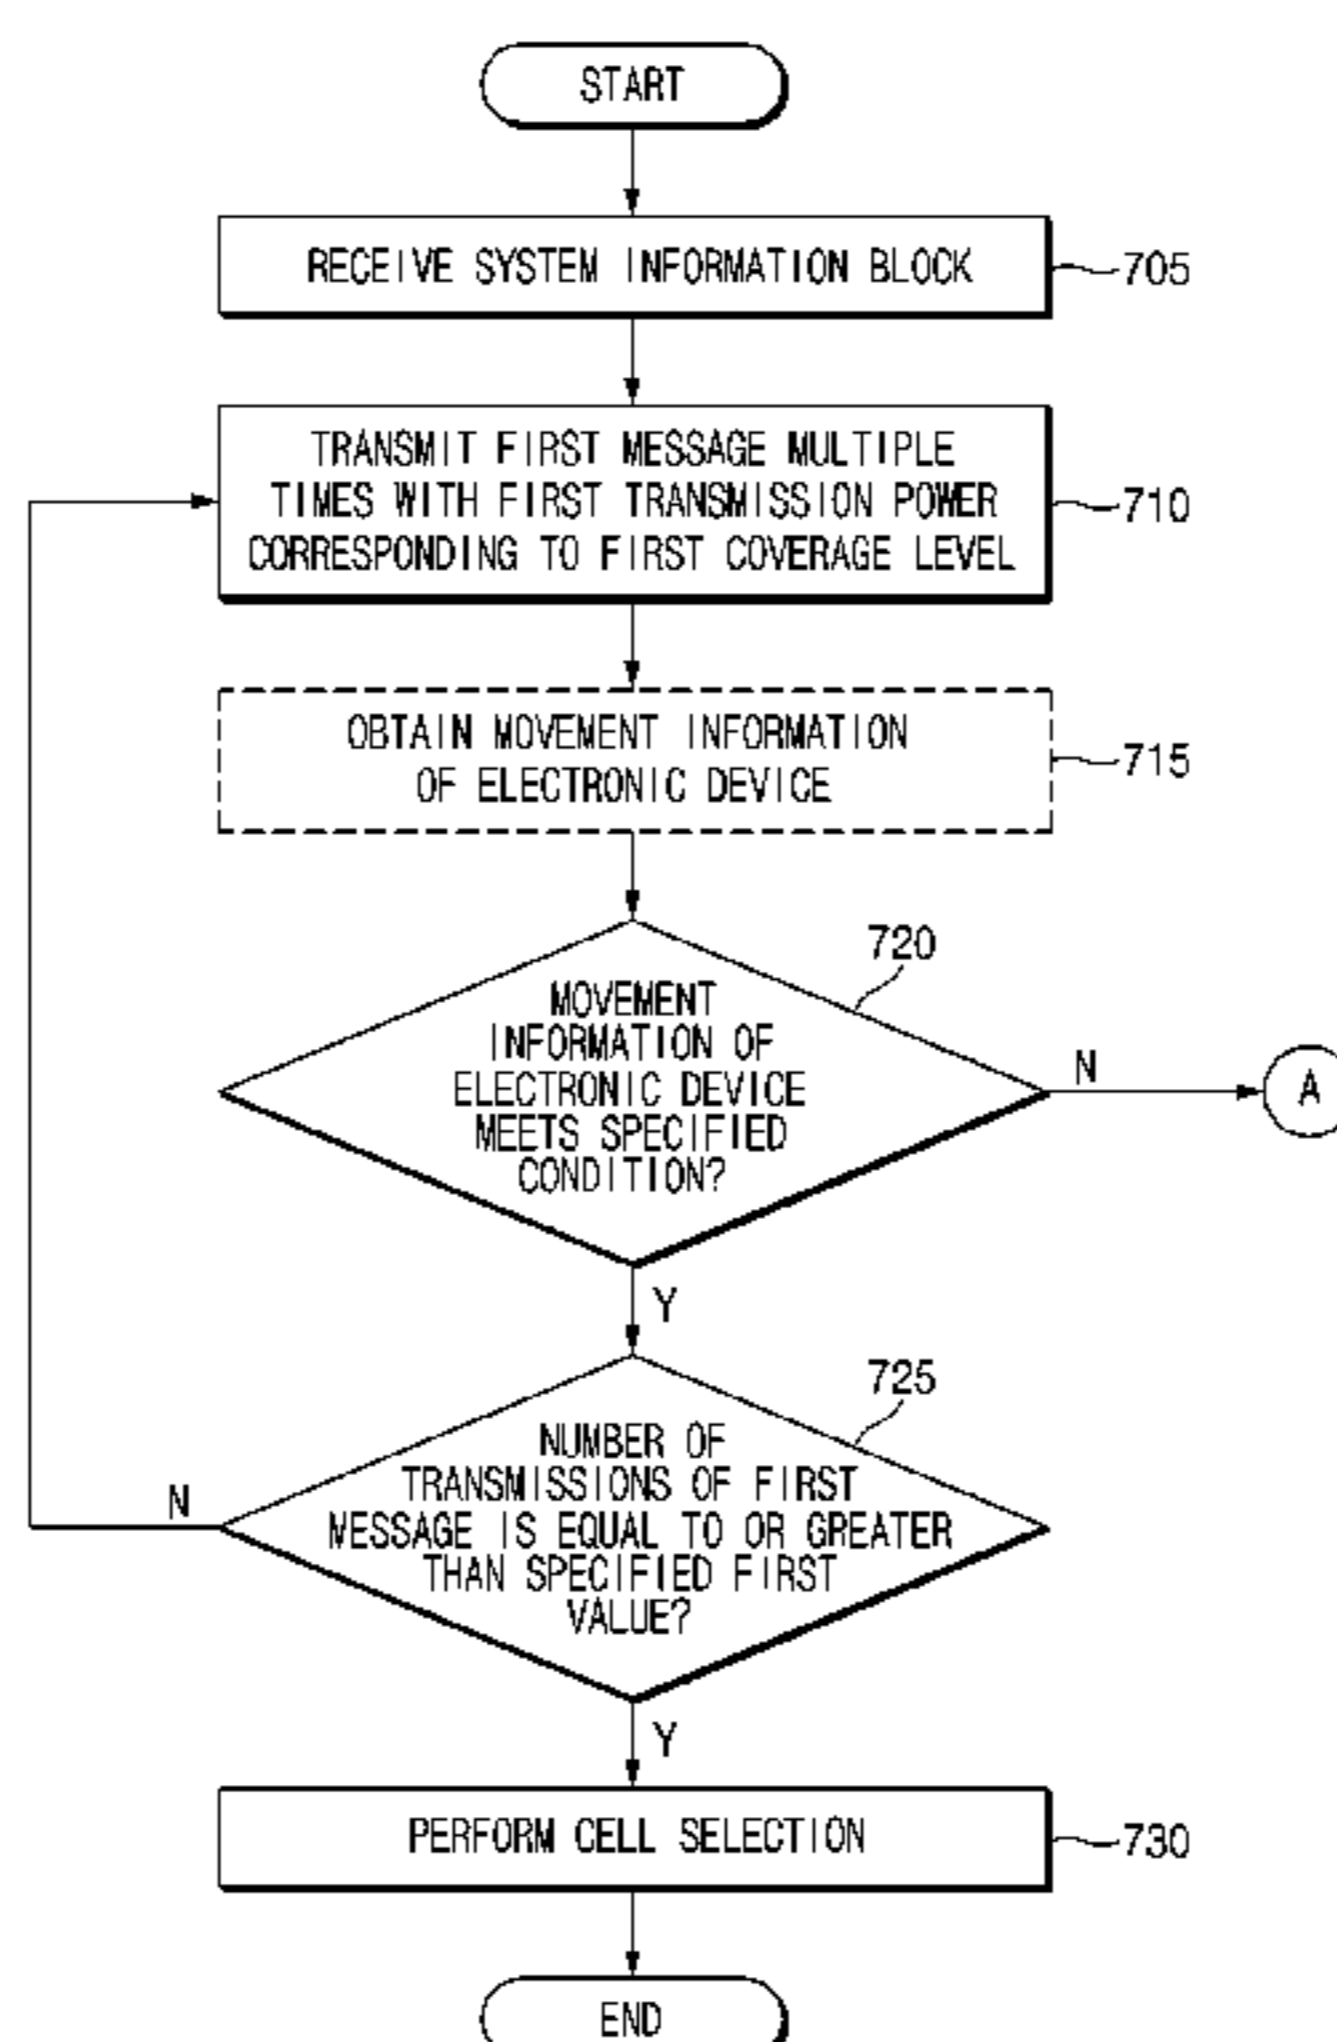 START
RECEIVE SYSTEM INFORMATION BLOCK
705
TRANSMIT FIRST MESSAGE MULTIPLE
TIMES WITH FIRST TRANSMISSION POWER
CORRESPONDING TO FIRST COVERAGE LEVEL
710
OBTAIN MOVEMENT INFORMATION
OF ELECTRONIC DEVICE
715
720
MOVEMENT
INFORMATION OF
ELECTRONIC DEVICE
MEETS SPECIFIED
CONDITION?
N
A
Y
725
NUMBER OF
TRANSMISSIONS OF FIRST
MESSAGE IS EQUAL TO OR GREATER
THAN SPECIFIED FIRST
VALUE?
N
Y
PERFORM CELL SELECTION
730
END